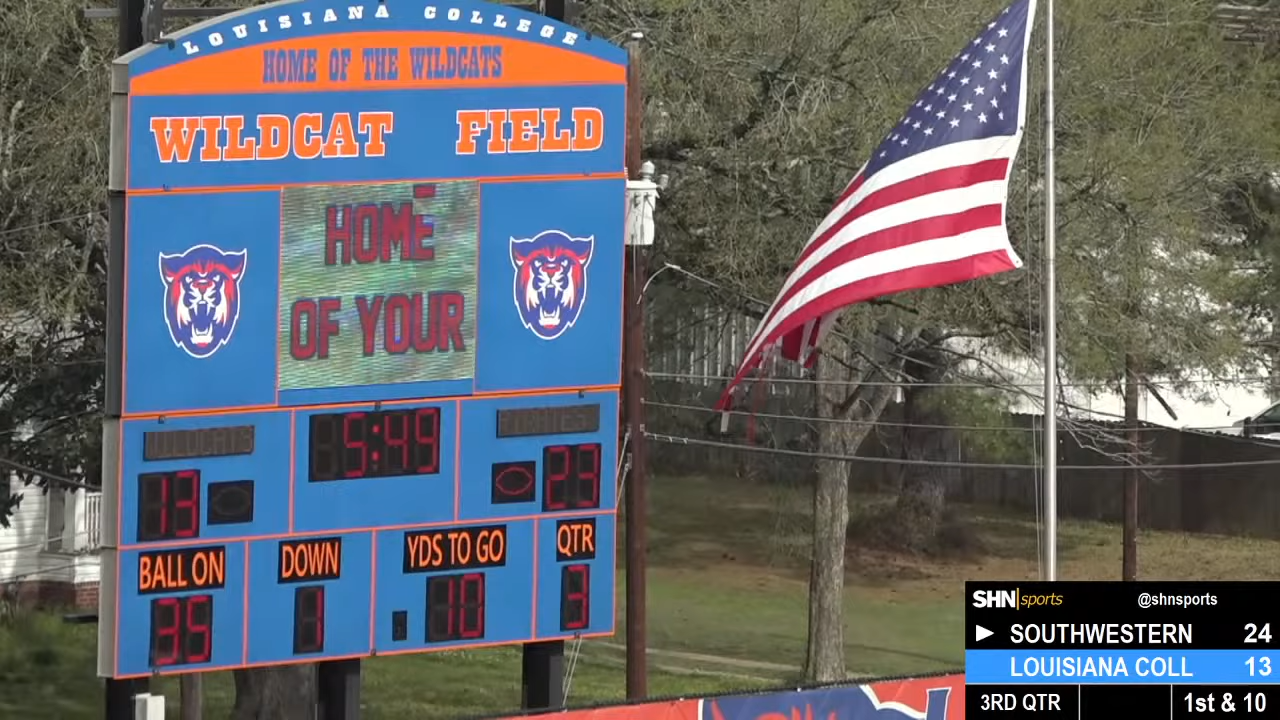 LOUISIANA COLLEGE
HOME OF THE WILDCATS
WILDCAT FIELD
HOME
OF YOUR
WILDCATS
5:49
PIRATES
13
23
BALL ON
DOWN
YDS TO GO
QTR
35
1
10
3
SHN|sports
@shnsports
SOUTHWESTERN 24
LOUISIANA COLL 13
3RD QTR
1st & 10